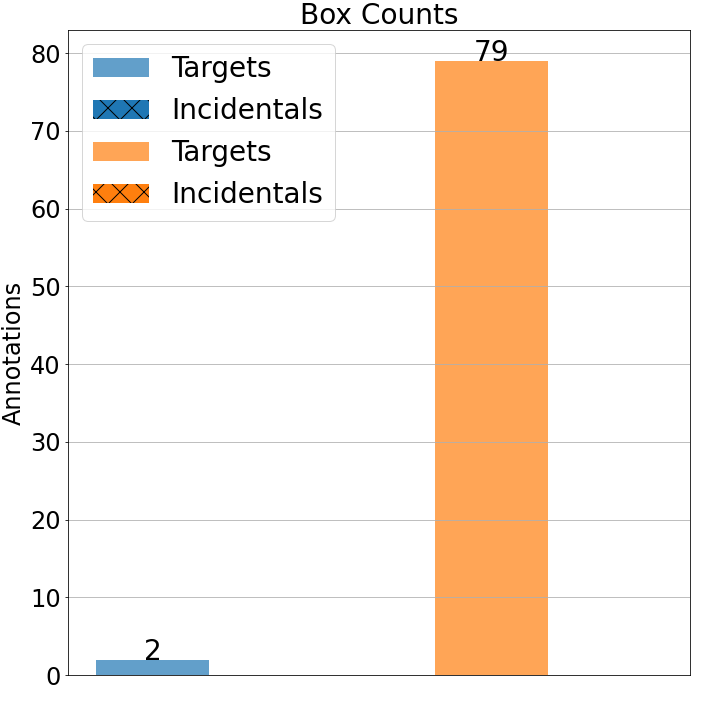 Box Counts
79
80
70
60
50
40
30
20
10
0
Annotations
Targets
Incidentals
Targets
Incidentals
2